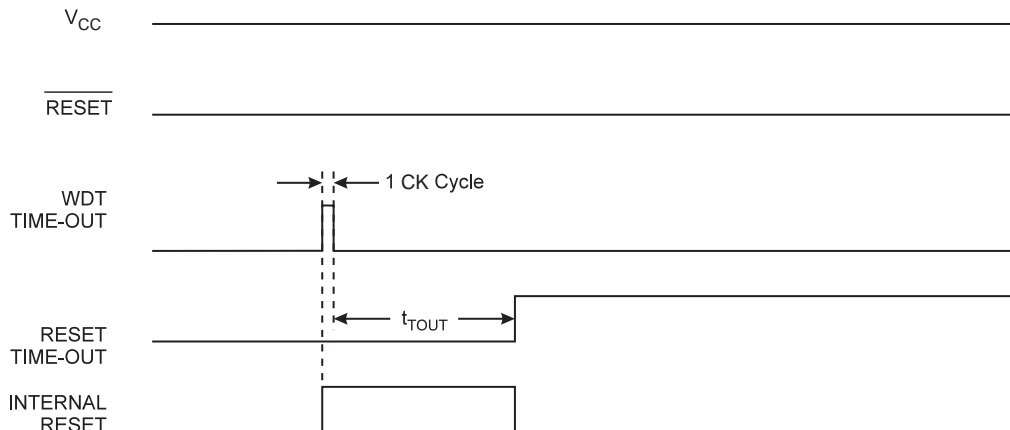 VCC
RESET
1 CK Cycle
WDT
TIME-OUT
tTOUT
RESET
TIME-OUT
INTERNAL
RESET